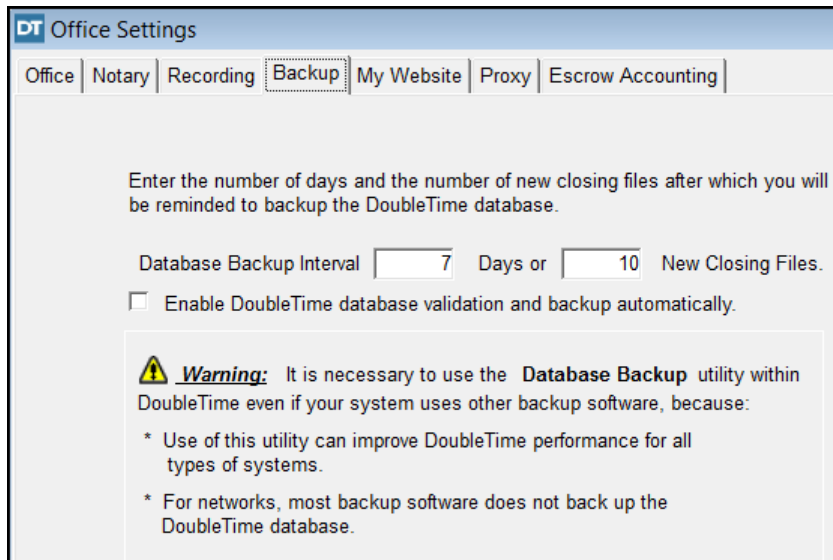 DT Office Settings
Office Notary Recording Backup My Website Proxy Escrow Accounting
Enter the number of days and the number of new closing files after which you will
be reminded to backup the DoubleTime database.
Database Backup Interval 7 Days or 10 New Closing Files.
Enable DoubleTime database validation and backup automatically.
Warning: It is necessary to use the Database Backup utility within
DoubleTime even if your system uses other backup software, because:
* Use of this utility can improve DoubleTime performance for all
types of systems.
* For networks, most backup software does not back up the
DoubleTime database.